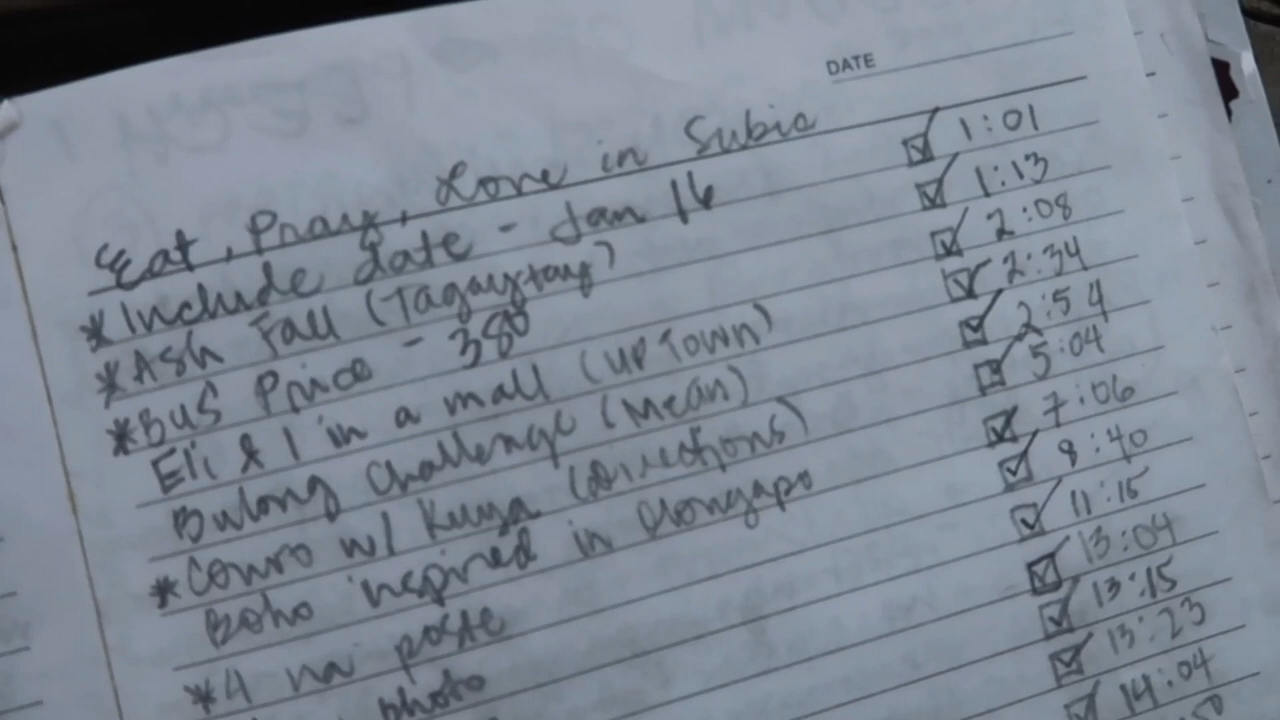 DATE
Eat, Pray, Love in Subic
*Include date - Jan 16
*Ash Fall (Tagaytay)
*Bus Price - 380
Eli & I in a mall (UP TOWN)
Bulong Challenge (Mean)
*Convo w/ Kuya (Directions)
Boho inspired in Olongapo
*4 na poste
photo
1:01
1:13
2:08
2:34
2:54
5:04
7:06
8:40
11:15
13:04
13:15
13:23
14:04